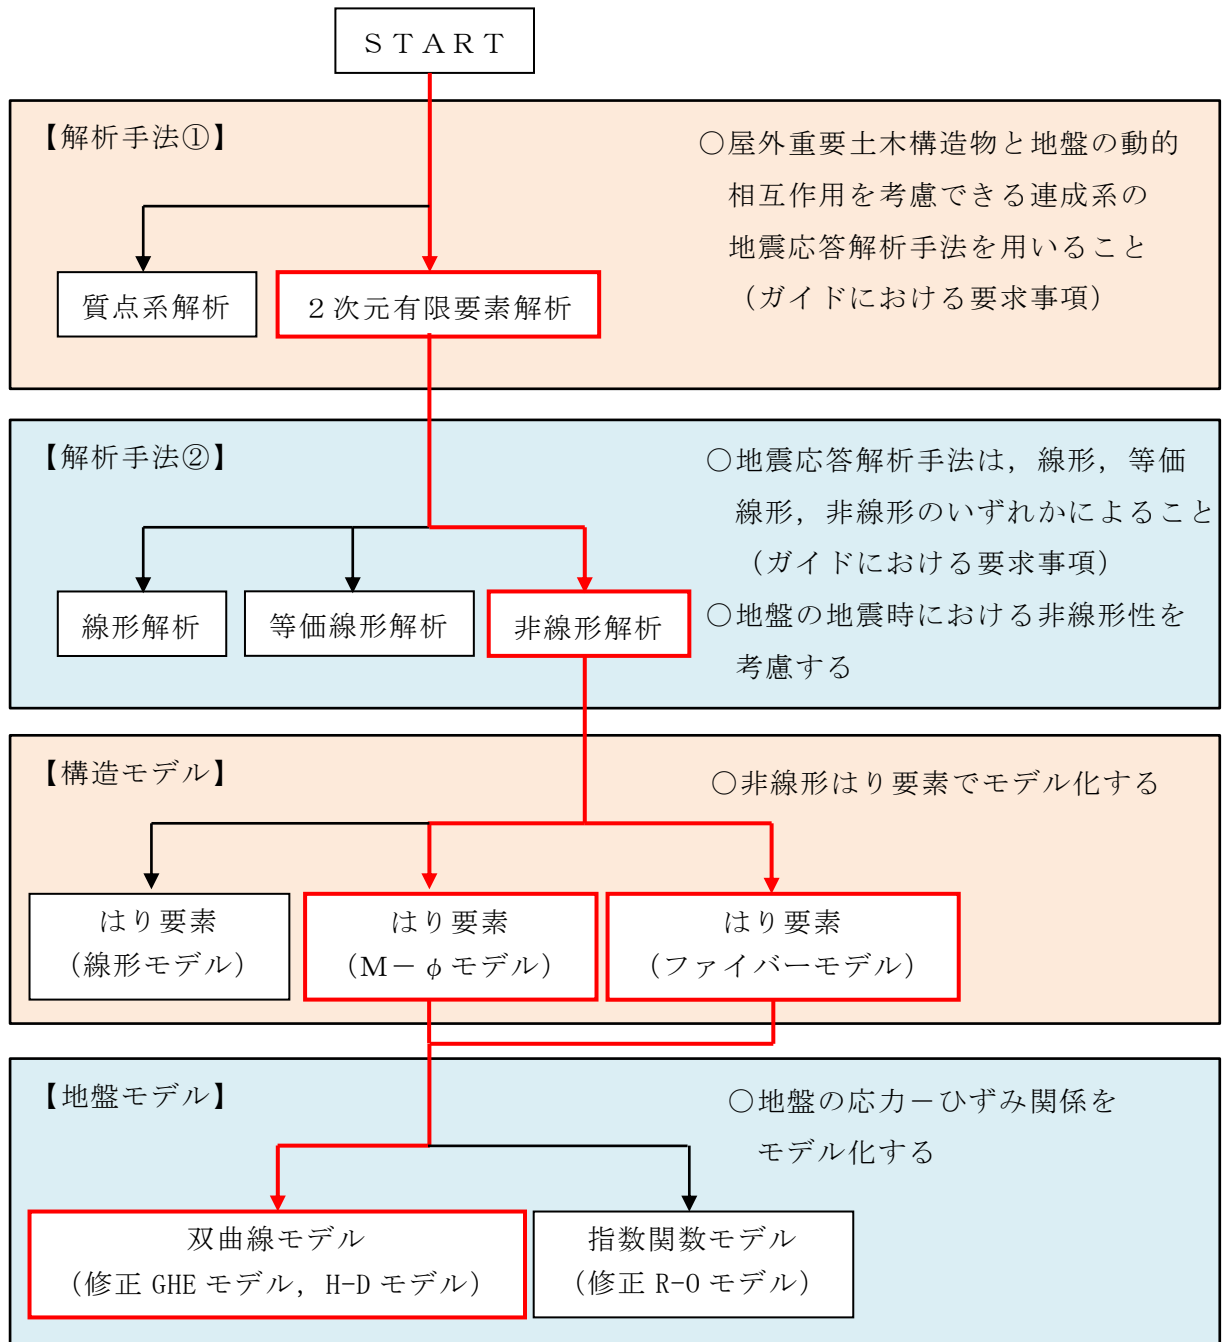 ＳＴＡＲＴ
【解析手法①】
○屋外重要土木構造物と地盤の動的
相互作用を考慮できる連成系の
地震応答解析手法を用いること
（ガイドにおける要求事項）
質点系解析
２次元有限要素解析
【解析手法②】
○地震応答解析手法は，線形，等価
線形，非線形のいずれかによること
（ガイドにおける要求事項）
○地盤の地震時における非線形性を
考慮する
線形解析
等価線形解析
非線形解析
【構造モデル】
○非線形はり要素でモデル化する
はり要素
（線形モデル）
はり要素
（Ｍ－φモデル）
はり要素
（ファイバーモデル）
【地盤モデル】
○地盤の応力－ひずみ関係を
モデル化する
双曲線モデル
（修正 GHE モデル，H-D モデル）
指数関数モデル
（修正 R-O モデル）